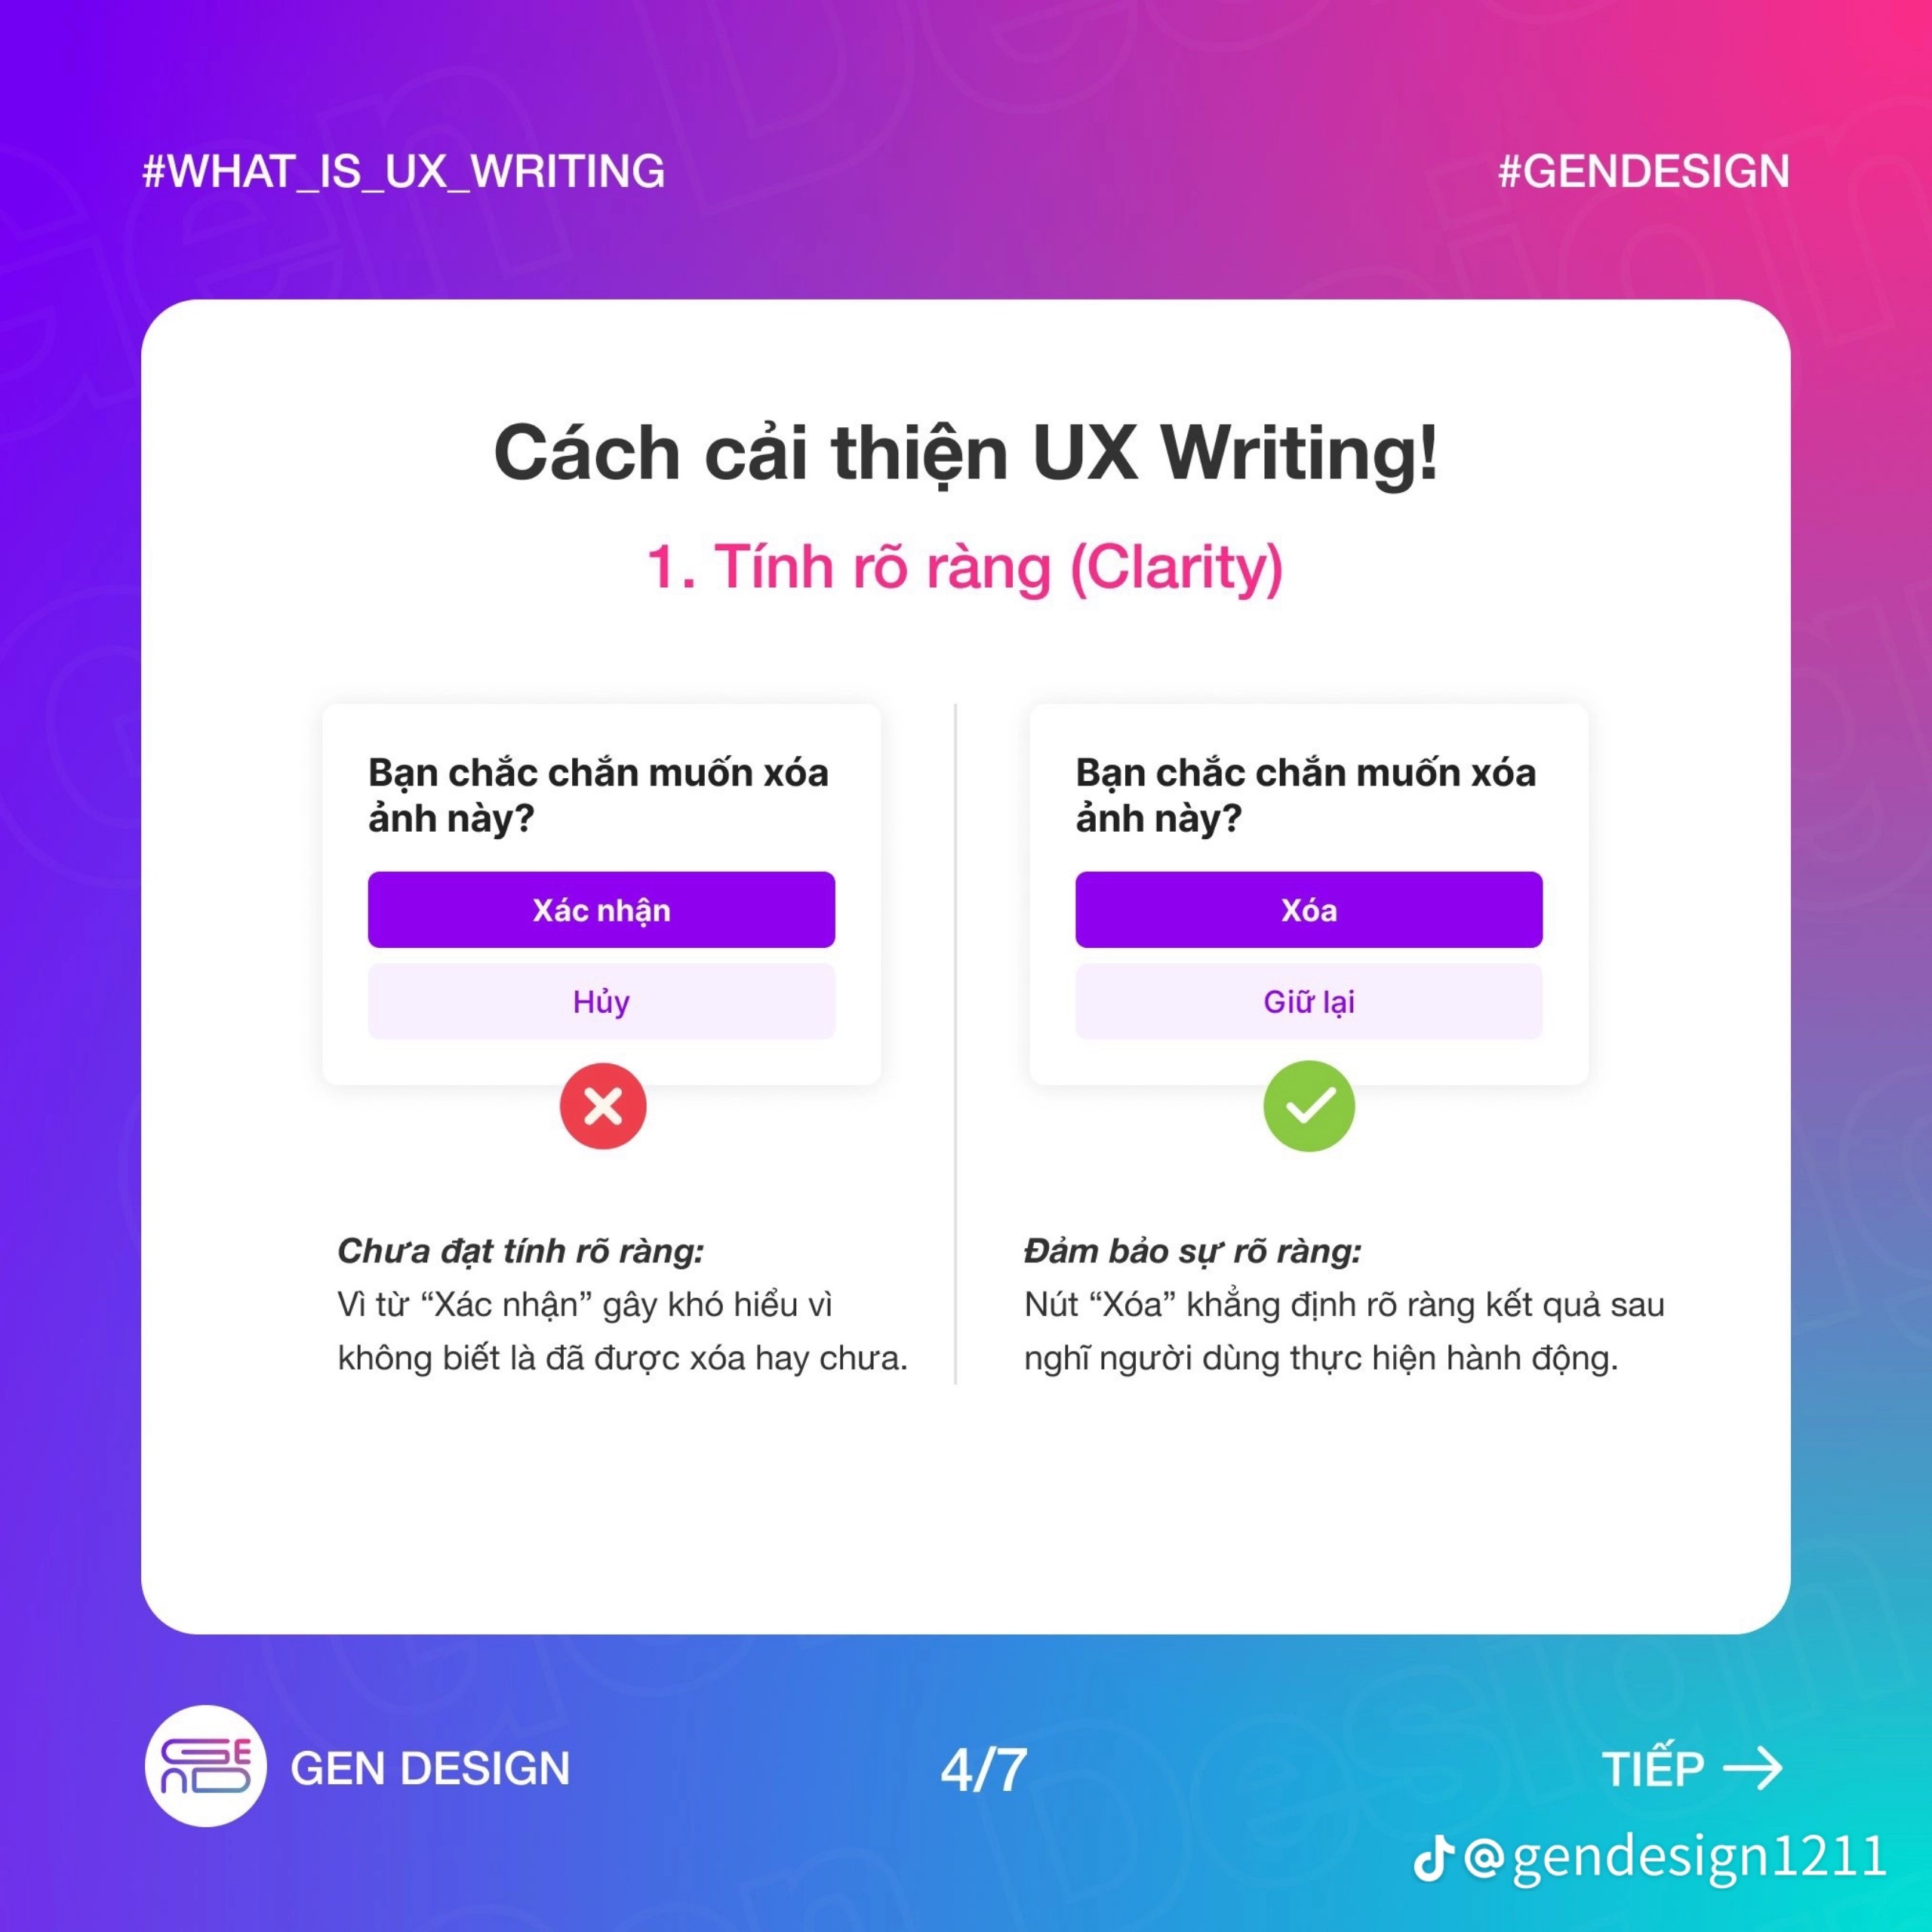 #WHAT_IS_UX_WRITING
#GENDESIGN
Cách cải thiện UX Writing!
1. Tính rõ ràng (Clarity)
Bạn chắc chắn muốn xóa
ảnh này?
Xác nhận
Hủy
Chưa đạt tính rõ ràng:
Vì từ “Xác nhận” gây khó hiểu vì
không biết là đã được xóa hay chưa.
Bạn chắc chắn muốn xóa
ảnh này?
Xóa
Giữ lại
Đảm bảo sự rõ ràng:
Nút “Xóa” khẳng định rõ ràng kết quả sau
nghĩ người dùng thực hiện hành động.
GEN DESIGN
4/7
TIẾP
@gendesign1211